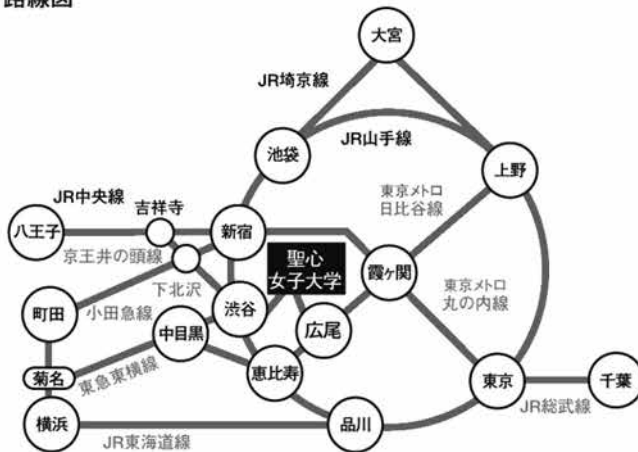 路線図
大宮
JR埼京線
JR山手線
池袋
上野
東京メトロ
日比谷線
JR中央線
吉祥寺
八王子
新宿
京王井の頭線
聖心
女子大学
霞ヶ関
下北沢
東京メトロ
丸の内線
町田
小田急線
渋谷
広尾
中目黒
菊名
東急東横線
恵比寿
東京
千葉
横浜
品川
JR総武線
JR東海道線